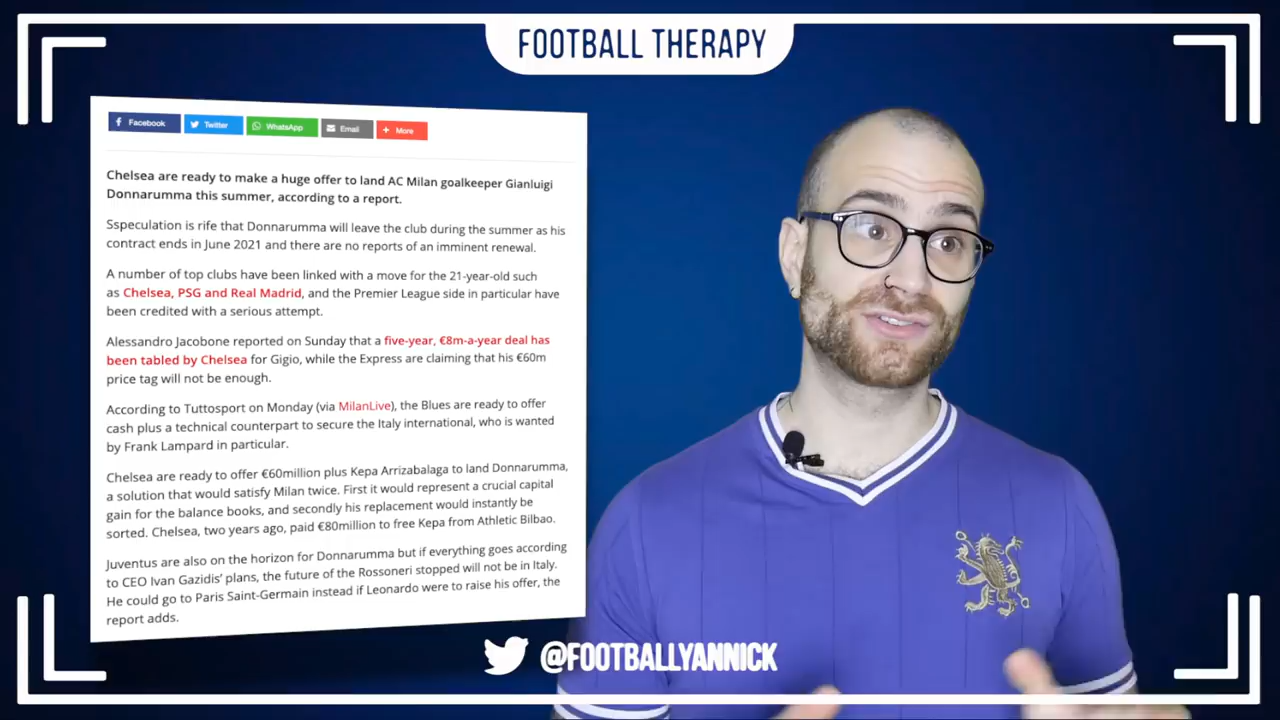 FOOTBALL THERAPY
Facebook
Twitter
WhatsApp
Email
More
Chelsea are ready to make a huge offer to land AC Milan goalkeeper Gianluigi
Donnarumma this summer, according to a report.
Sspeculation is rife that Donnarumma will leave the club during the summer as his
contract ends in June 2021 and there are no reports of an imminent renewal.
A number of top clubs have been linked with a move for the 21-year-old such
as Chelsea, PSG and Real Madrid, and the Premier League side in particular have
been credited with a serious attempt.
Alessandro Jacobone reported on Sunday that a five-year, €8m-a-year deal has
been tabled by Chelsea for Gigio, while the Express are claiming that his €60m
price tag will not be enough.
According to Tuttosport on Monday (via MilanLive), the Blues are ready to offer
cash plus a technical counterpart to secure the Italy international, who is wanted
by Frank Lampard in particular.
Chelsea are ready to offer €60million plus Kepa Arrizabalaga to land Donnarumma,
a solution that would satisfy Milan twice. First it would represent a crucial capital
gain for the balance books, and secondly his replacement would instantly be
sorted. Chelsea, two years ago, paid €80million to free Kepa from Athletic Bilbao.
Juventus are also on the horizon for Donnarumma but if everything goes according
to CEO Ivan Gazidis' plans, the future of the Rossoneri stopped will not be in Italy.
He could go to Paris Saint-Germain instead if Leonardo were to raise his offer, the
report adds.
@FOOTBALLYANNICK